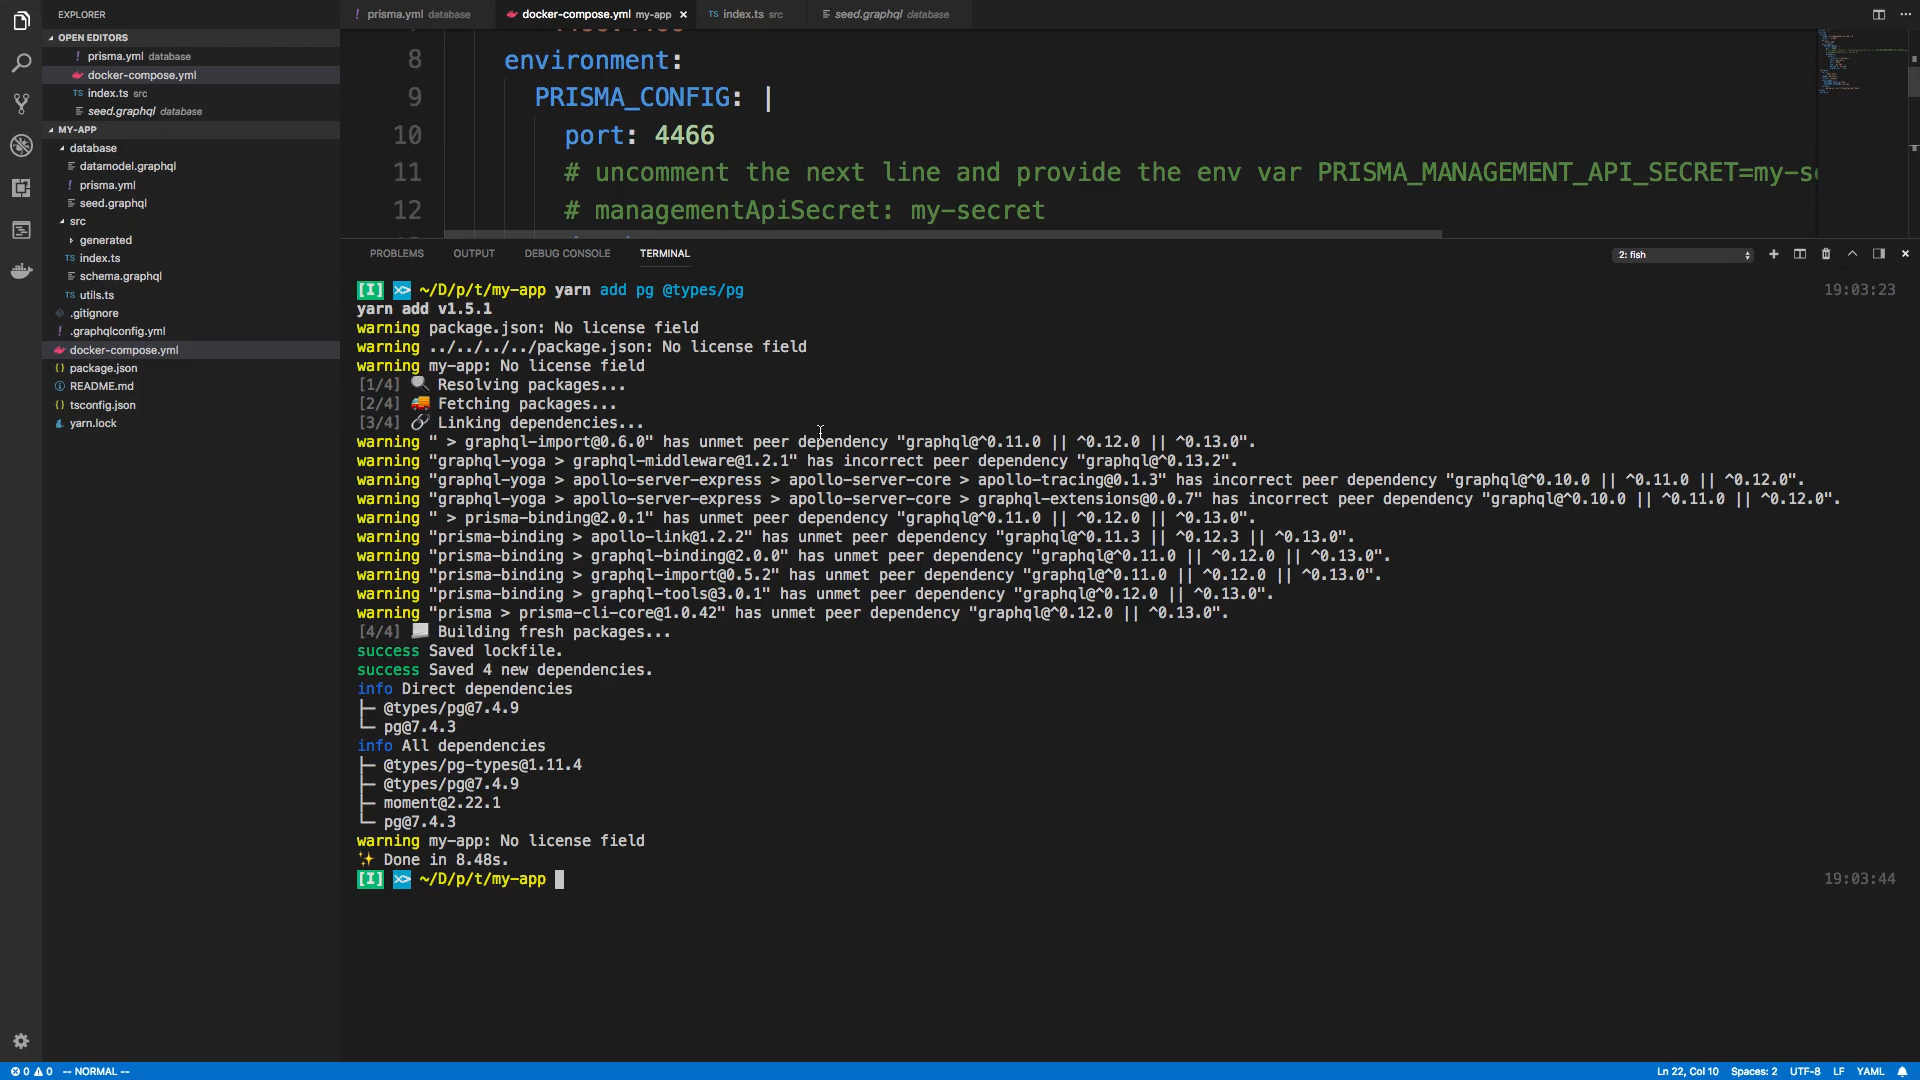 EXPLORER
OPEN EDITORS
! prisma.yml database
docker-compose.yml
TS index.ts src
seed.graphql database
MY-APP
database
datamodel.graphql
! prisma.yml
seed.graphql
src
generated
TS index.ts
schema.graphql
TS utils.ts
.gitignore
! .graphqlconfig.yml
docker-compose.yml
{} package.json
README.md
{} tsconfig.json
yarn.lock
! prisma.yml database
docker-compose.yml my-app ×
TS index.ts src
seed.graphql database
8 environment:
9 PRISMA_CONFIG: |
10 port: 4466
11 # uncomment the next line and provide the env var PRISMA_MANAGEMENT_API_SECRET=my-s
12 # managementApiSecret: my-secret
PROBLEMS OUTPUT DEBUG CONSOLE TERMINAL
2: fish
[I] ~/D/p/t/my-app yarn add pg @types/pg 19:03:23
yarn add v1.5.1
warning package.json: No license field
warning ../../../../package.json: No license field
warning my-app: No license field
[1/4] 🔍 Resolving packages...
[2/4] 🚚 Fetching packages...
[3/4] 🔗 Linking dependencies...
warning " > graphql-import@0.6.0" has unmet peer dependency "graphql@^0.11.0 || ^0.12.0 || ^0.13.0".
warning "graphql-yoga > graphql-middleware@1.2.1" has incorrect peer dependency "graphql@^0.13.2".
warning "graphql-yoga > apollo-server-express > apollo-server-core > apollo-tracing@0.1.3" has incorrect peer dependency "graphql@^0.10.0 || ^0.11.0 || ^0.12.0".
warning "graphql-yoga > apollo-server-express > apollo-server-core > graphql-extensions@0.0.7" has incorrect peer dependency "graphql@^0.10.0 || ^0.11.0 || ^0.12.0".
warning " > prisma-binding@2.0.1" has unmet peer dependency "graphql@^0.11.0 || ^0.12.0 || ^0.13.0".
warning "prisma-binding > apollo-link@1.2.2" has unmet peer dependency "graphql@^0.11.3 || ^0.12.3 || ^0.13.0".
warning "prisma-binding > graphql-binding@2.0.0" has unmet peer dependency "graphql@^0.11.0 || ^0.12.0 || ^0.13.0".
warning "prisma-binding > graphql-import@0.5.2" has unmet peer dependency "graphql@^0.11.0 || ^0.12.0 || ^0.13.0".
warning "prisma-binding > graphql-tools@3.0.1" has unmet peer dependency "graphql@^0.12.0 || ^0.13.0".
warning "prisma > prisma-cli-core@1.0.42" has unmet peer dependency "graphql@^0.12.0 || ^0.13.0".
[4/4] 📃 Building fresh packages...
success Saved lockfile.
success Saved 4 new dependencies.
info Direct dependencies
├─ @types/pg@7.4.9
└─ pg@7.4.3
info All dependencies
├─ @types/pg-types@1.11.4
├─ @types/pg@7.4.9
├─ moment@2.22.1
└─ pg@7.4.3
warning my-app: No license field
✨ Done in 8.48s.
[I] ~/D/p/t/my-app 19:03:44
0 0 -- NORMAL -- Ln 22, Col 10 Spaces: 2 UTF-8 LF YAML